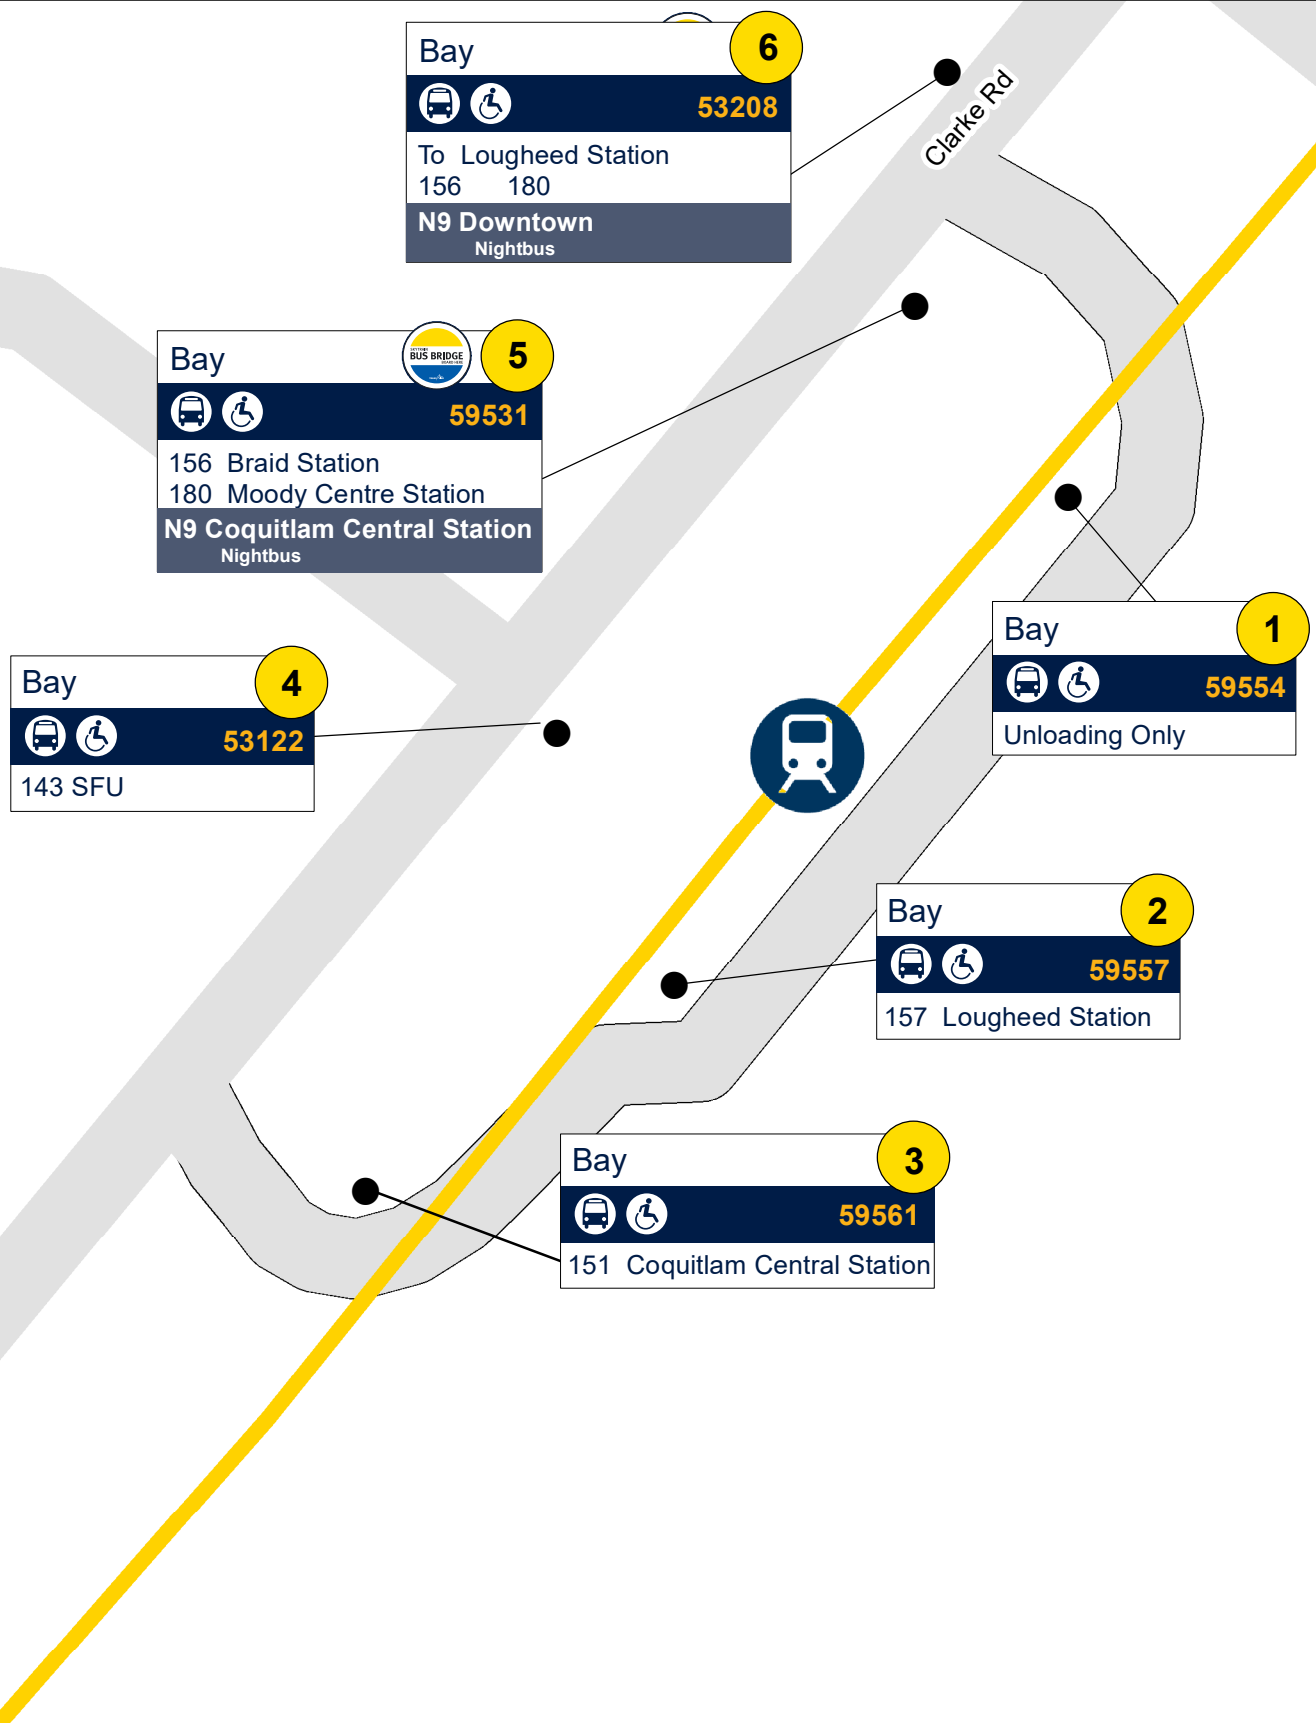 Bay
6
53208
To Lougheed Station
156 180
N9 Downtown
Nightbus
Clarke Rd
Bay
BUS BRIDGE
5
59531
156 Braid Station
180 Moody Centre Station
N9 Coquitlam Central Station
Nightbus
Bay
1
59554
Unloading Only
Bay
4
53122
143 SFU
Bay
2
59557
157 Lougheed Station
Bay
3
59561
151 Coquitlam Central Station